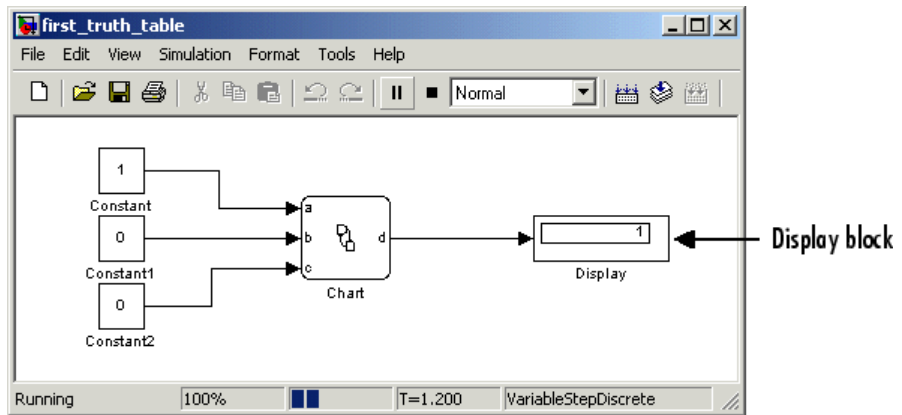 first_truth_table
File Edit View Simulation Format Tools Help
Normal
1
Constant
0
Constant1
0
Constant2
a
b
c
d
Chart
1
Display
Display block
Running 100% T=1.200 VariableStepDiscrete